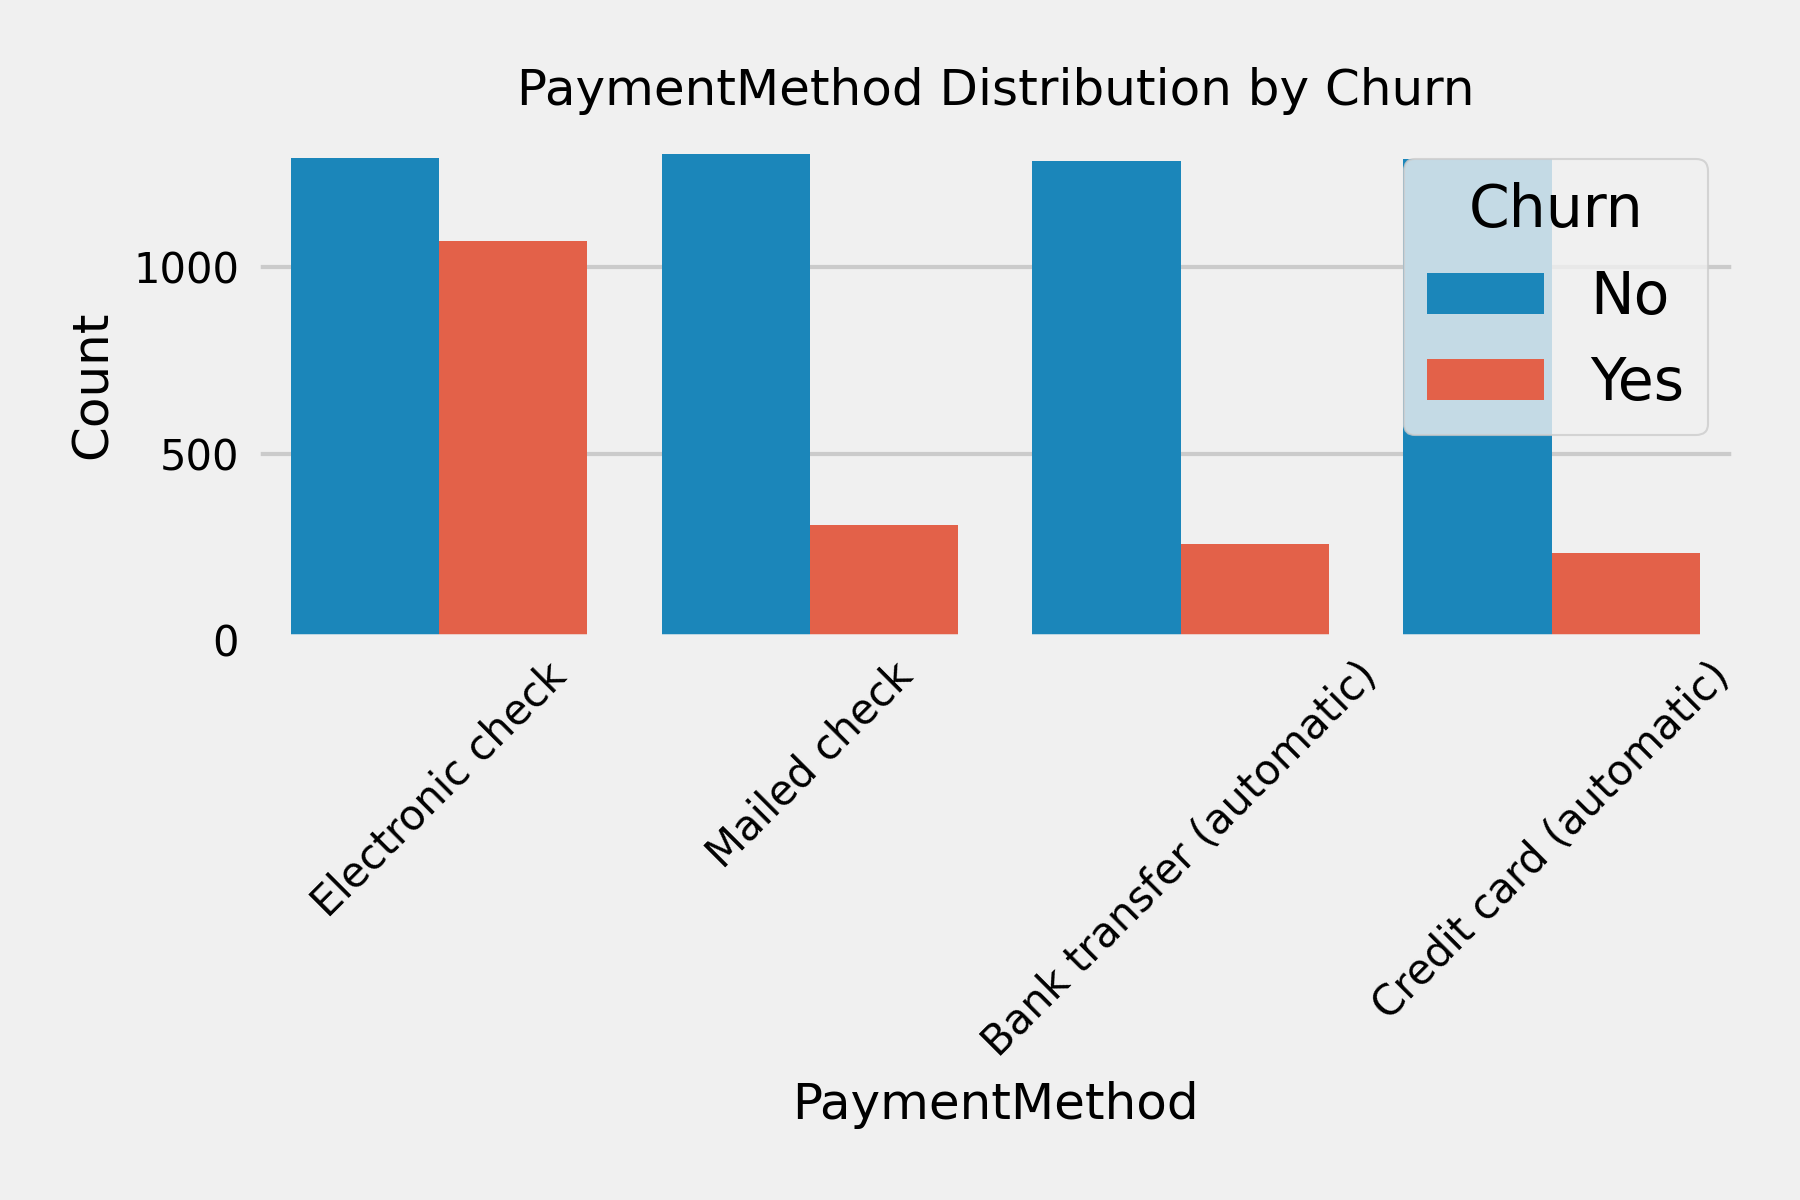 PaymentMethod Distribution by Churn
Churn
No
Yes
1000
500
0
Count
Electronic check
Mailed check
Bank transfer (automatic)
Credit card (automatic)
PaymentMethod